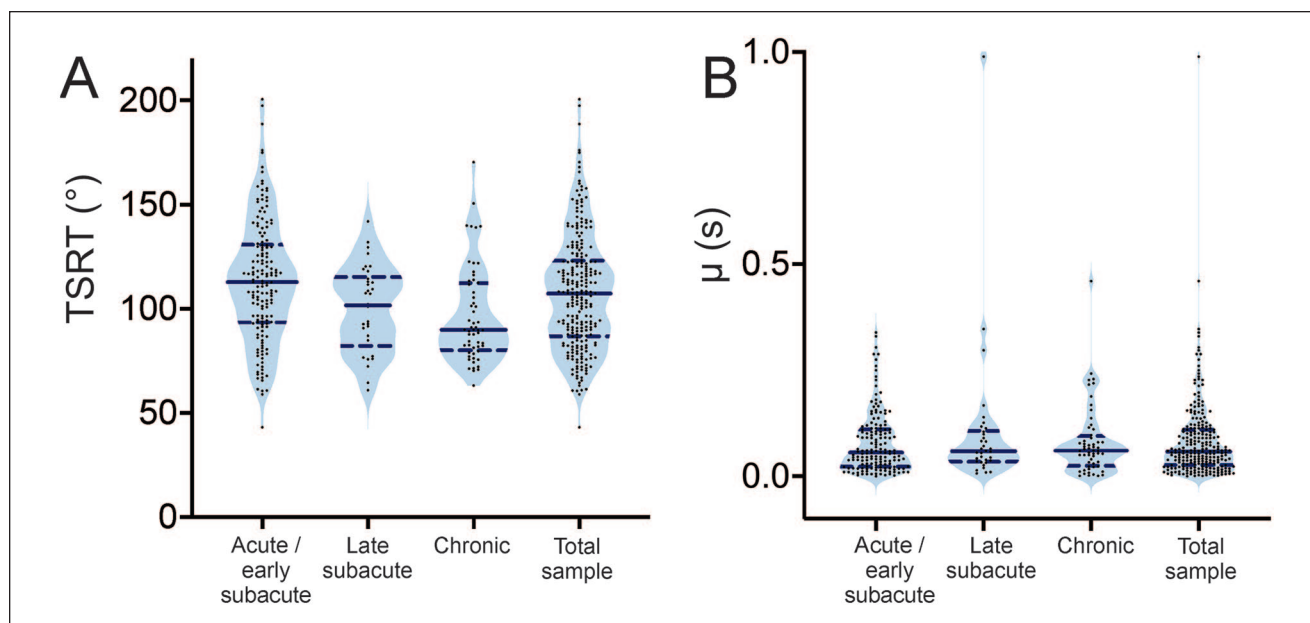 A
TSRT (°)
200
150
100
50
0
Acute /
early
subacute
Late
subacute
Chronic
Total
sample
B
μ (s)
1.0
0.5
0.0
Acute /
early
subacute
Late
subacute
Chronic
Total
sample